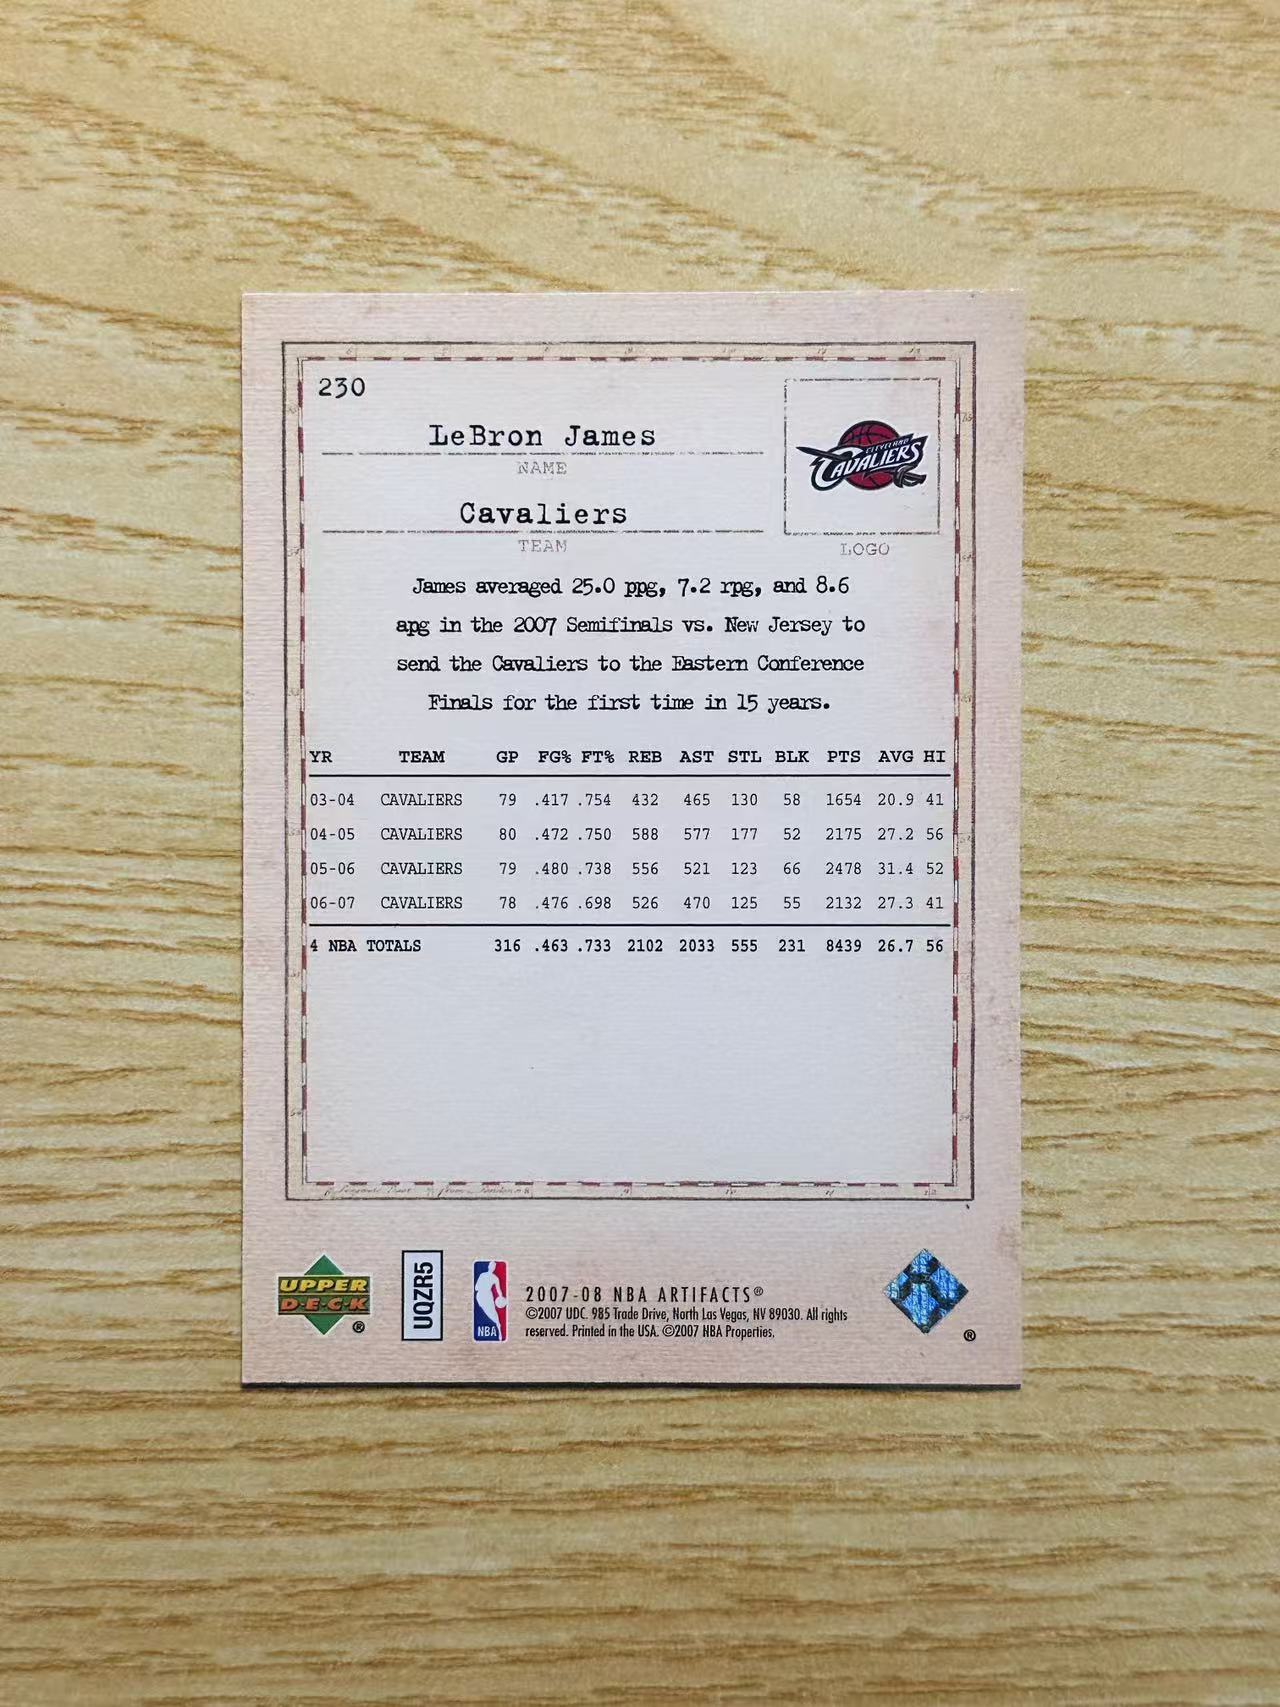 230
LeBron James
NAME
CLEVELAND
CAVALIERS
Cavaliers
TEAM
LOGO
James averaged 25.0 ppg, 7.2 rpg, and 8.6
apg in the 2007 Semifinals vs. New Jersey to
send the Cavaliers to the Eastern Conference
Finals for the first time in 15 years.
YR TEAM GP FG% FT% REB AST STL BLK PTS AVG HI
03-04 CAVALIERS 79 .417 .754 432 465 130 58 1654 20.9 41
04-05 CAVALIERS 80 .472 .750 588 577 177 52 2175 27.2 56
05-06 CAVALIERS 79 .480 .738 556 521 123 66 2478 31.4 52
06-07 CAVALIERS 78 .476 .698 526 470 125 55 2132 27.3 41
4 NBA TOTALS 316 .463 .733 2102 2033 555 231 8439 26.7 56
UPPER
DECK ®
UQZR5
NBA
2007-08 NBA ARTIFACTS®
©2007 UDC. 985 Trade Drive, North Las Vegas, NV 89030. All rights
reserved. Printed in the USA. ©2007 NBA Properties.
®